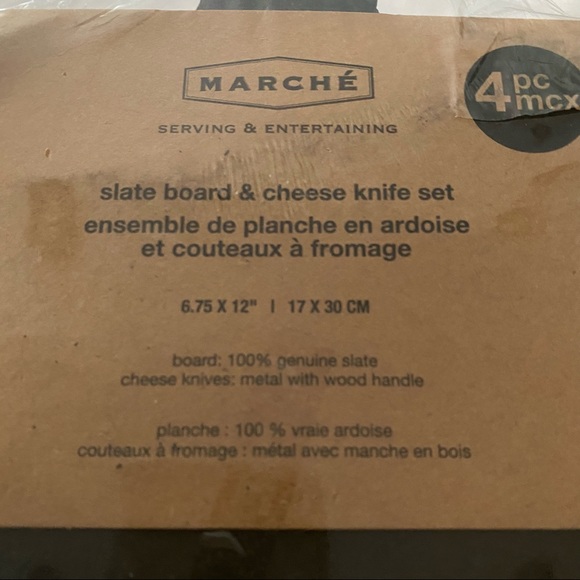 MARCHÉ
SERVING & ENTERTAINING
4 pc
mcx
slate board & cheese knife set
ensemble de planche en ardoise
et couteaux à fromage
6.75 X 12" | 17 X 30 CM
board: 100% genuine slate
cheese knives: metal with wood handle
planche : 100 % vraie ardoise
couteaux à fromage : métal avec manche en bois